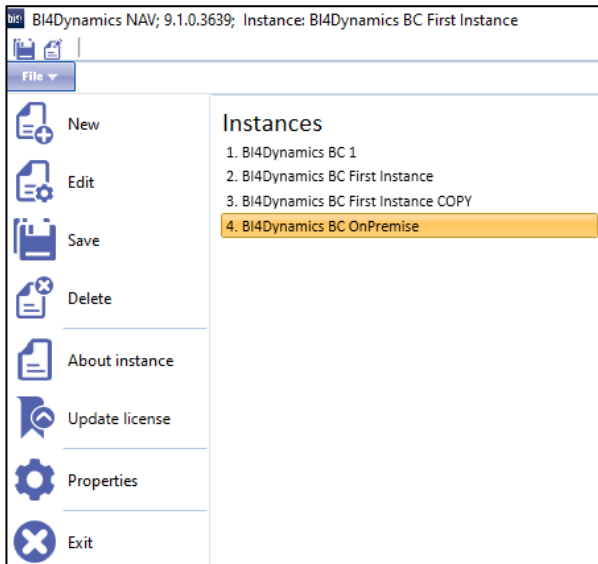 bis BI4Dynamics NAV; 9.1.0.3639; Instance: BI4Dynamics BC First Instance
File
New
Edit
Save
Delete
About instance
Update license
Properties
Exit
Instances
1. BI4Dynamics BC 1
2. BI4Dynamics BC First Instance
3. BI4Dynamics BC First Instance COPY
4. BI4Dynamics BC OnPremise